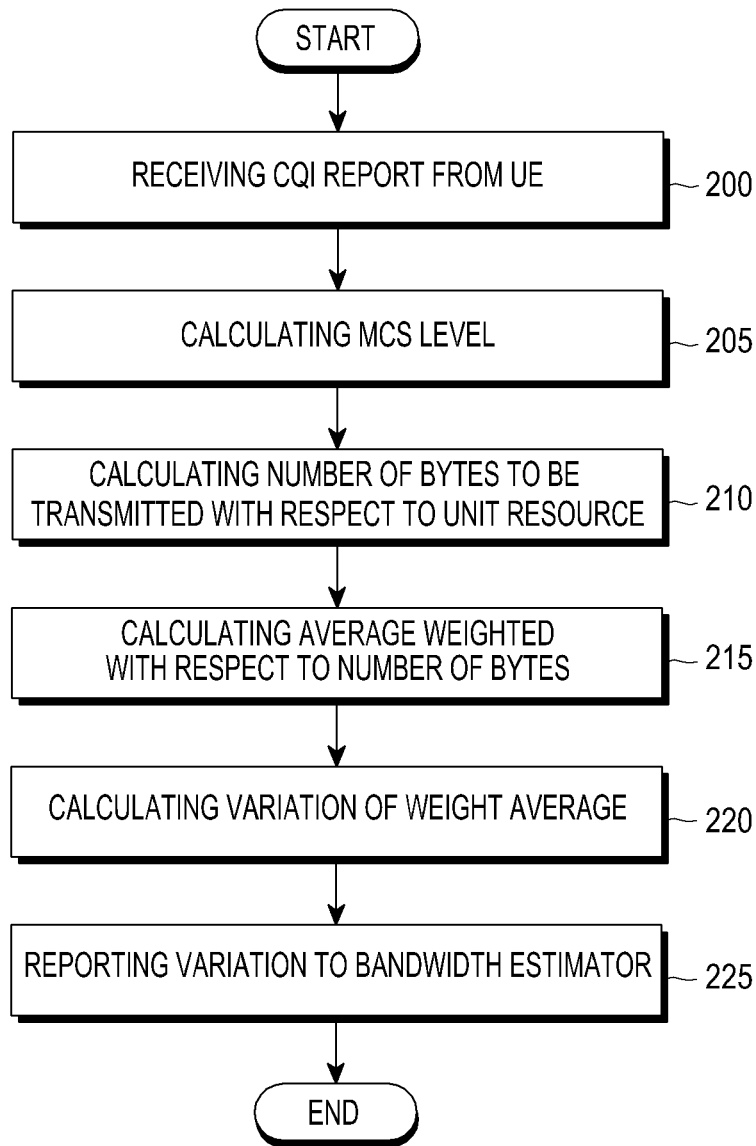 START
RECEIVING CQI REPORT FROM UE
200
CALCULATING MCS LEVEL
205
CALCULATING NUMBER OF BYTES TO BE
TRANSMITTED WITH RESPECT TO UNIT RESOURCE
210
CALCULATING AVERAGE WEIGHTED
WITH RESPECT TO NUMBER OF BYTES
215
CALCULATING VARIATION OF WEIGHT AVERAGE
220
REPORTING VARIATION TO BANDWIDTH ESTIMATOR
225
END